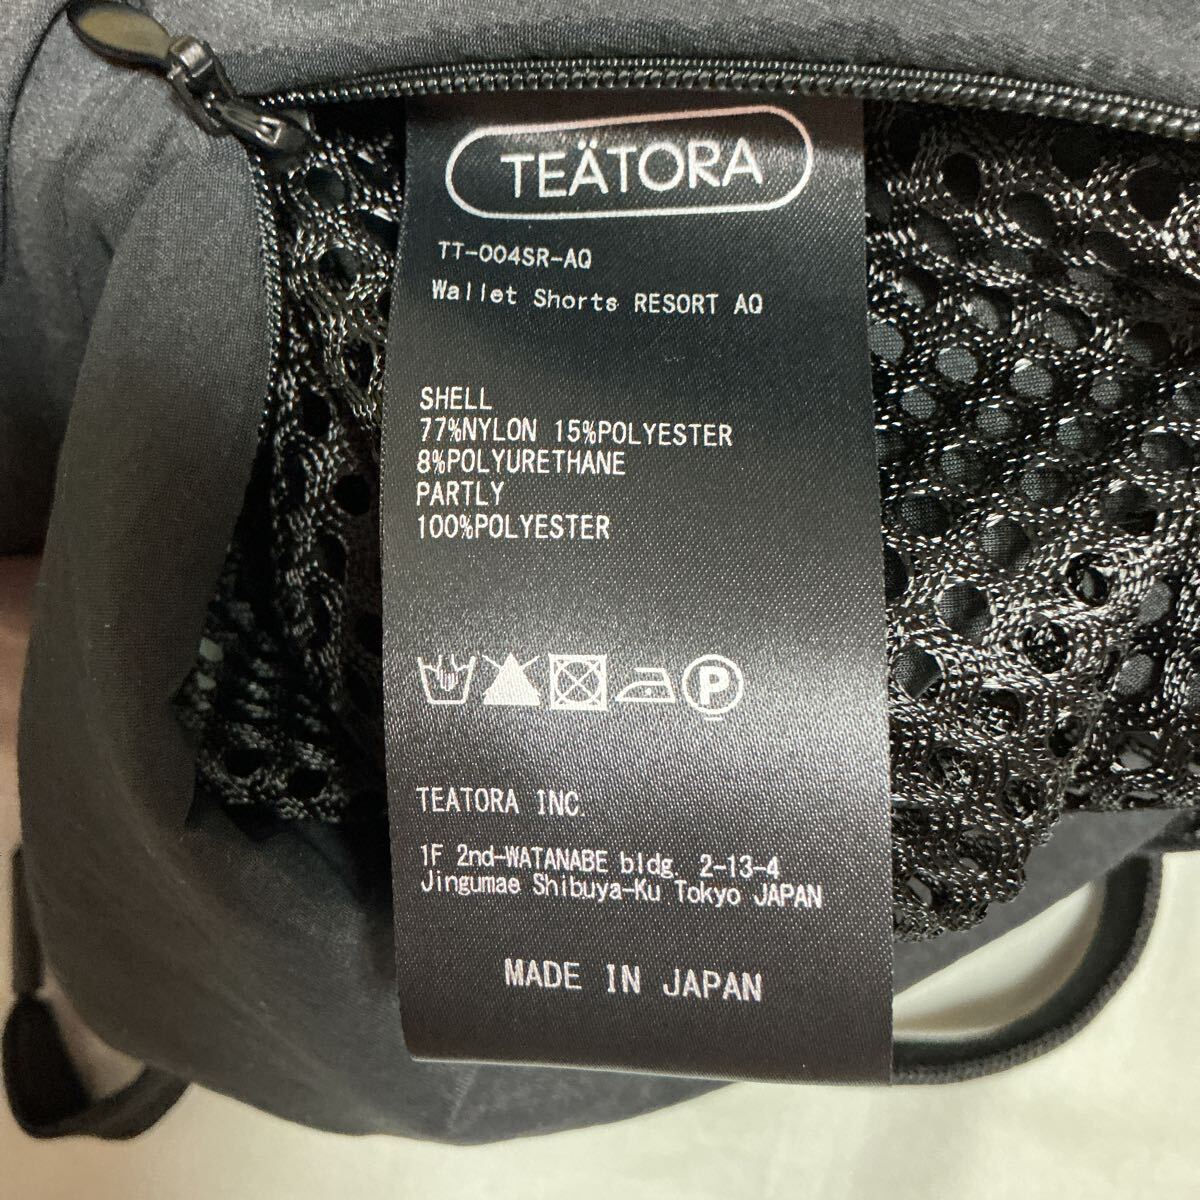 TEÄTORA
TT-004SR-AQ
Wallet Shorts RESORT AQ
SHELL
77%NYLON 15%POLYESTER
8%POLYURETHANE
PARTLY
100%POLYESTER
P
TEATORA INC.
1F 2nd-WATANABE bldg. 2-13-4
Jingumae Shibuya-Ku Tokyo JAPAN
MADE IN JAPAN